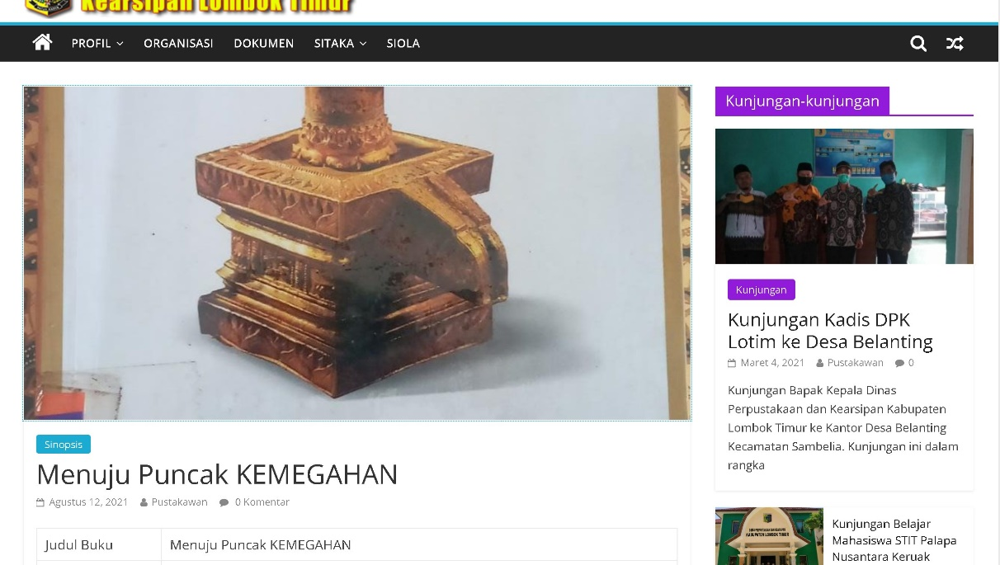 Kearsipan Lombok Timur
PROFIL
ORGANISASI
DOKUMEN
SITAKA
SIOLA
Sinopsis
Menuju Puncak KEMEGAHAN
Agustus 12, 2021 Pustakawan 0 Komentar
Judul Buku Menuju Puncak KEMEGAHAN
Kunjungan-kunjungan
Kunjungan
Kunjungan Kadis DPK
Lotim ke Desa Belanting
Maret 4, 2021 Pustakawan 0
Kunjungan Bapak Kepala Dinas
Perpustakaan dan Kearsipan Kabupaten
Lombok Timur ke Kantor Desa Belanting
Kecamatan Sambelia. Kunjungan ini dalam
rangka
KABUPATEN LOMBOK TIMUR
Kunjungan Belajar
Mahasiswa STIT Palapa
Nusantara Keruak